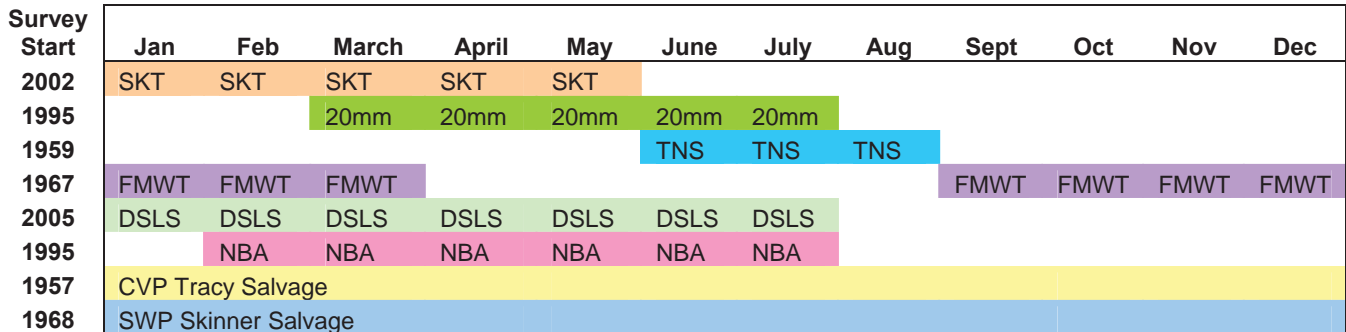 Survey
Start Jan Feb March April May June July Aug Sept Oct Nov Dec
2002 SKT SKT SKT SKT SKT
1995 20mm 20mm 20mm 20mm 20mm
1959 TNS TNS TNS
1967 FMWT FMWT FMWT FMWT FMWT FMWT FMWT
2005 DSLS DSLS DSLS DSLS DSLS DSLS DSLS
1995 NBA NBA NBA NBA NBA NBA
1957 CVP Tracy Salvage
1968 SWP Skinner Salvage